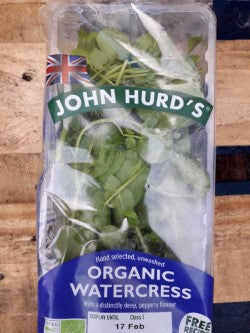 JOHN HURD'S®
Hand selected, unwashed
ORGANIC
WATERCRESS
With a distinctly deep, peppery flavour
DISPLAY UNTIL Class 1
17 Feb
FREE